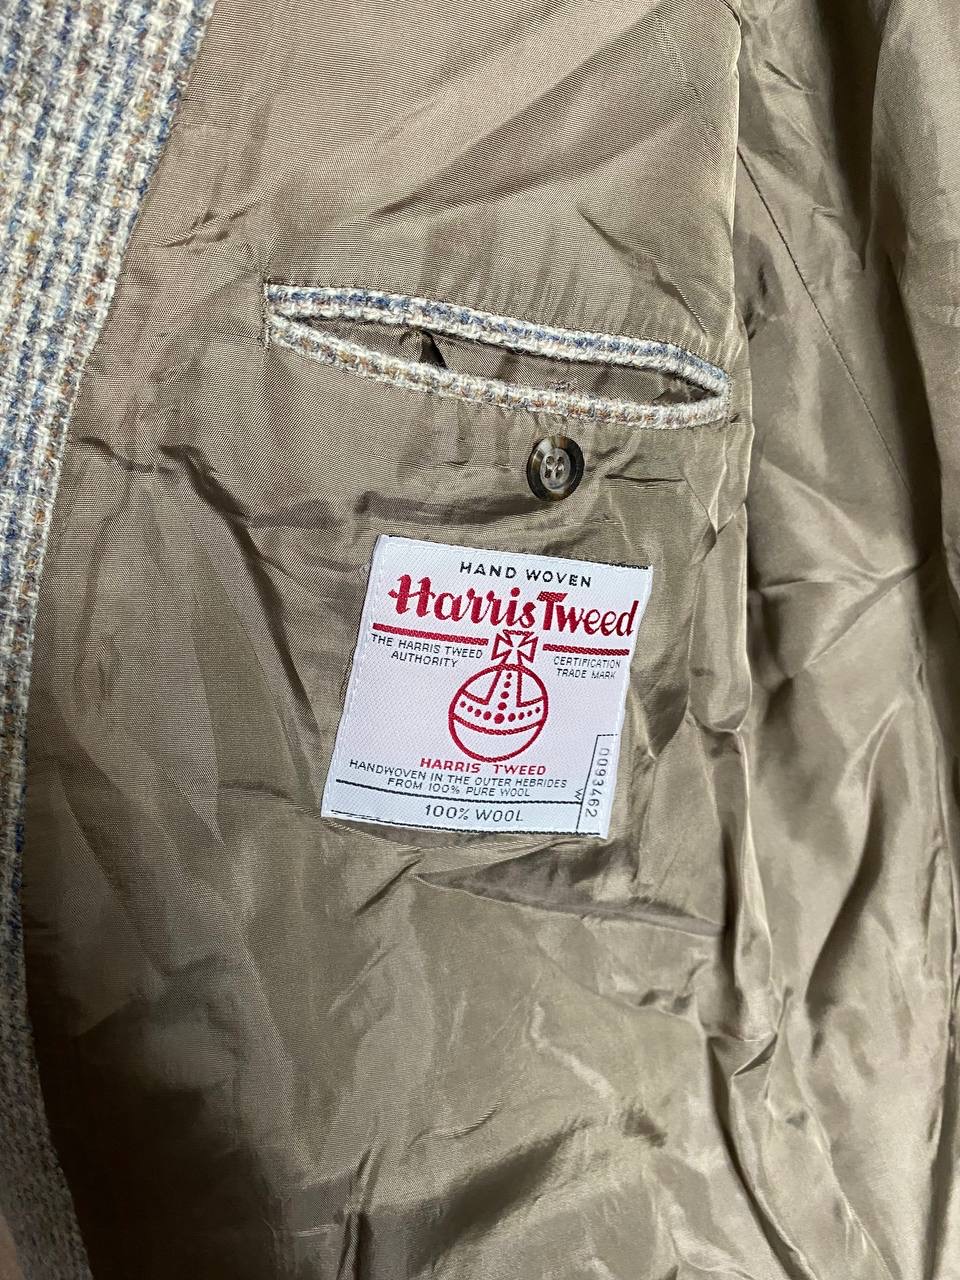 HAND WOVEN
Harris Tweed
THE HARRIS TWEED
AUTHORITY
CERTIFICATION
TRADE MARK
HARRIS TWEED
HANDWOVEN IN THE OUTER HEBRIDES
FROM 100% PURE WOOL
100% WOOL
W
0093462